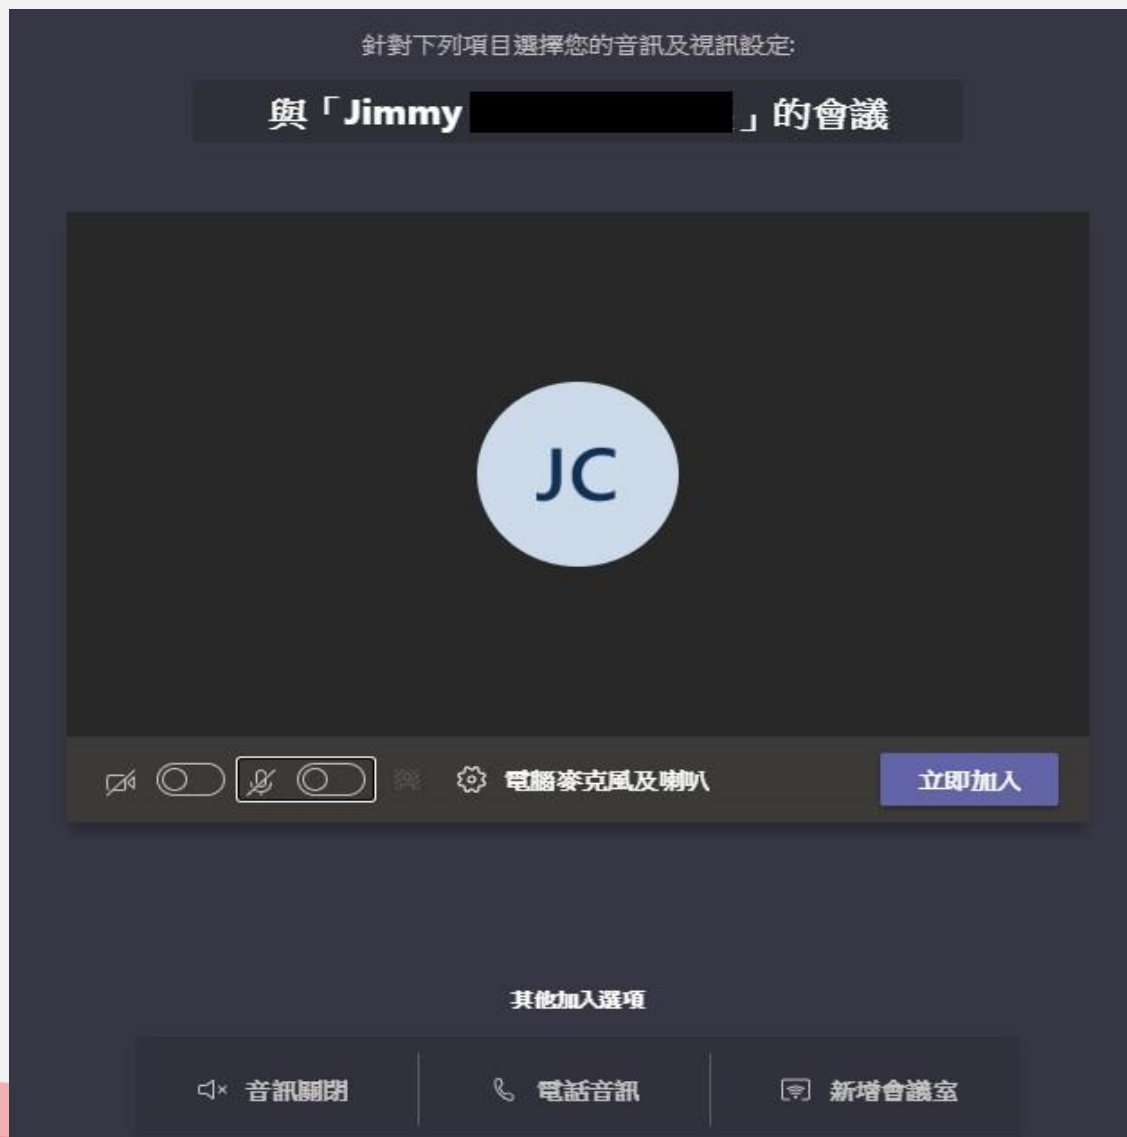 針對下列項目選擇您的音訊及視訊設定:
與「Jimmy 」的會議
JC
電腦麥克風及喇叭
立即加入
其他加入選項
音訊關閉
電話音訊
新增會議室